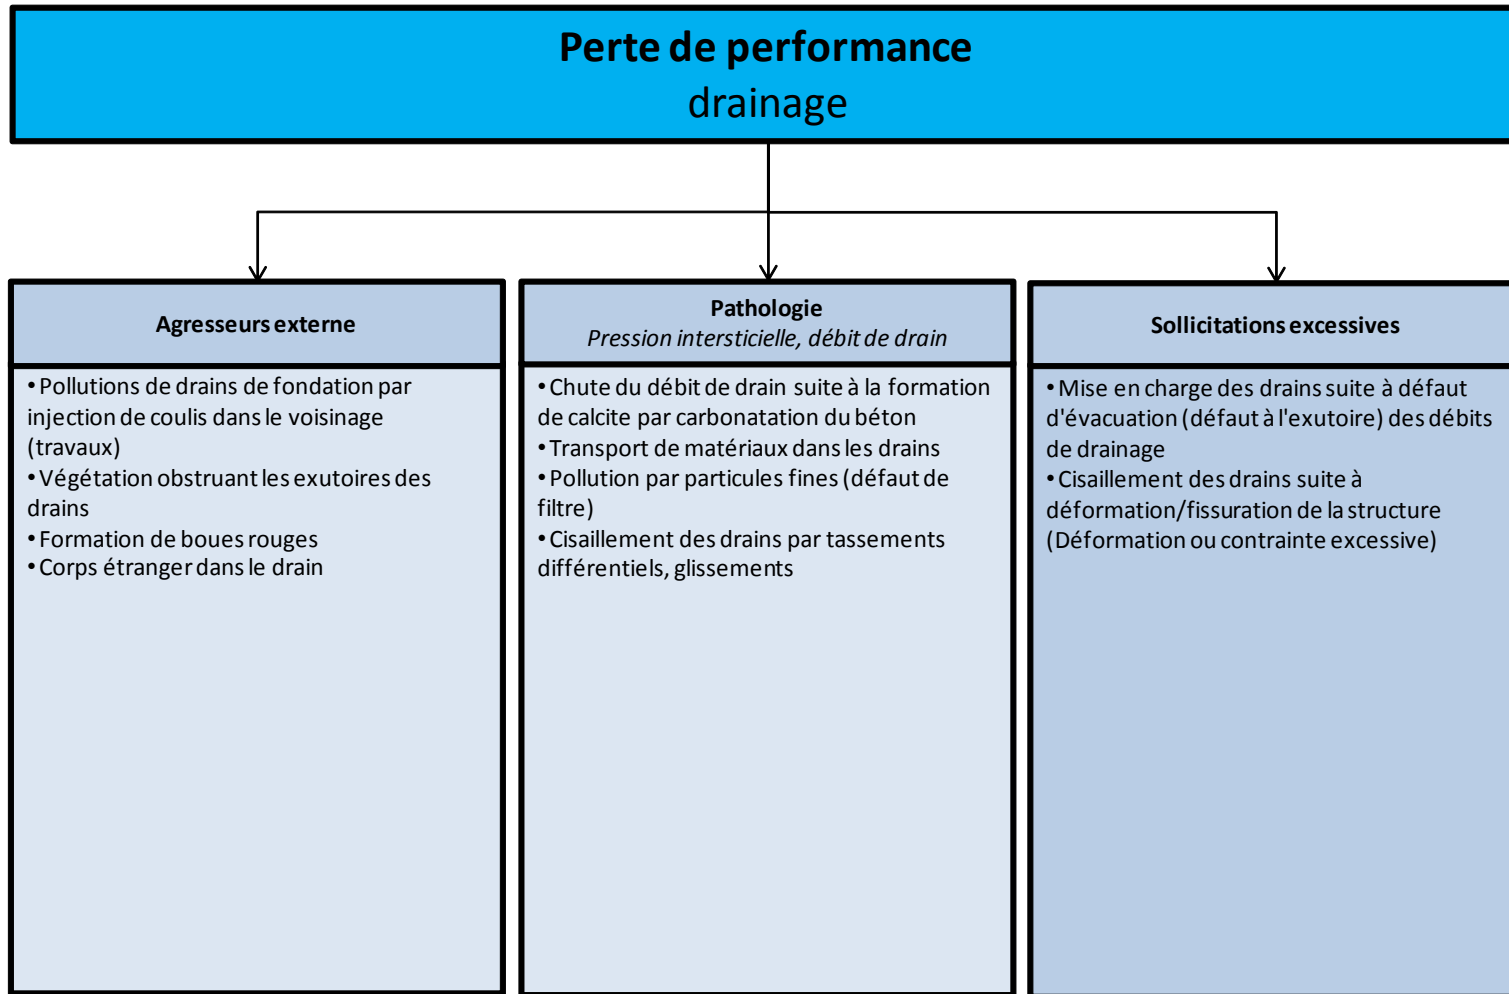 Perte de performance
drainage
Agresseurs externe
• Pollutions de drains de fondation par
injection de coulis dans le voisinage
(travaux)
• Végétation obstruant les exutoires des
drains
• Formation de boues rouges
• Corps étranger dans le drain
Pathologie
Pression intersticielle, débit de drain
• Chute du débit de drain suite à la formation
de calcite par carbonatation du béton
• Transport de matériaux dans les drains
• Pollution par particules fines (défaut de
filtre)
• Cisaillement des drains par tassements
différentiels, glissements
Sollicitations excessives
• Mise en charge des drains suite à défaut
d'évacuation (défaut à l'exutoire) des débits
de drainage
• Cisaillement des drains suite à
déformation/fissuration de la structure
(Déformation ou contrainte excessive)